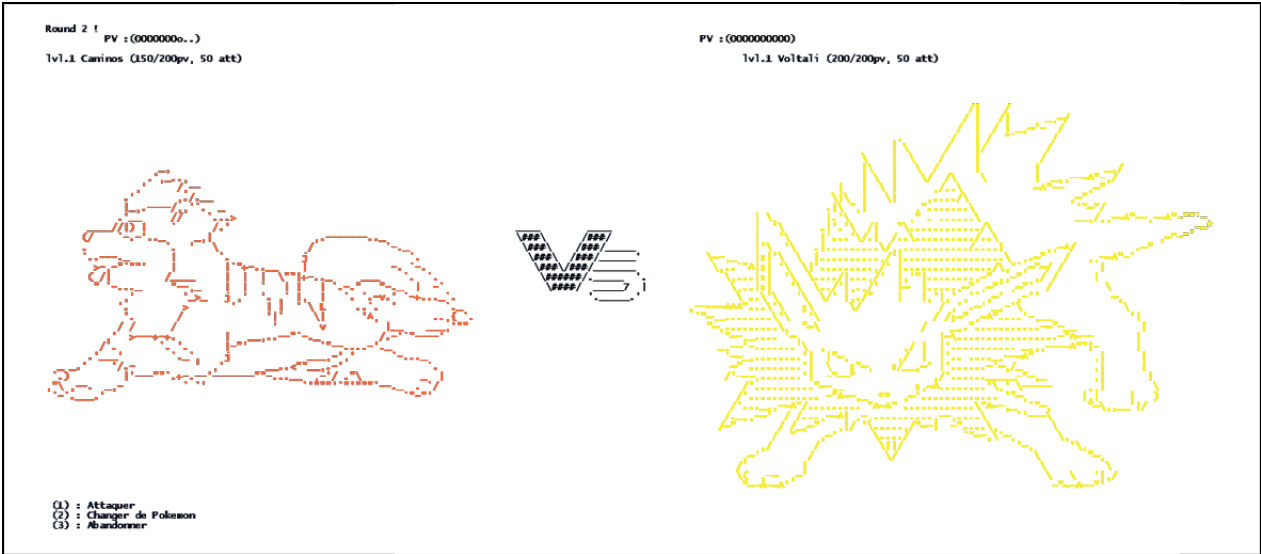 Round 2 !
PV :(0000000o..)
lvl.1 Caninos (150/200pv, 50 att)
PV :(0000000000)
lvl.1 Voltali (200/200pv, 50 att)
VS
(1) : Attaquer
(2) : Changer de Pokemon
(3) : Abandonner